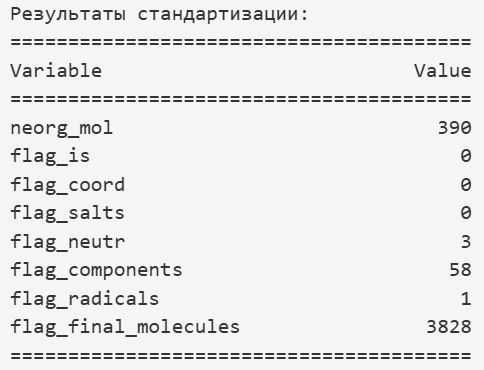 Результаты стандартизации:
=======================================
Variable Value
=======================================
neorg_mol 390
flag_is 0
flag_coord 0
flag_salts 0
flag_neutr 3
flag_components 58
flag_radicals 1
flag_final_molecules 3828
=======================================